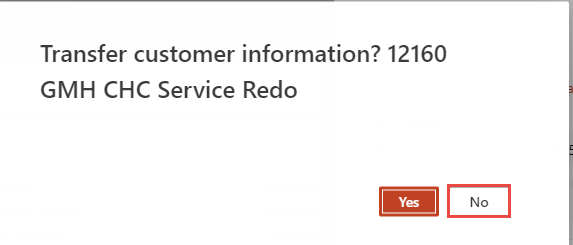 Transfer customer information? 12160
GMH CHC Service Redo
Yes
No